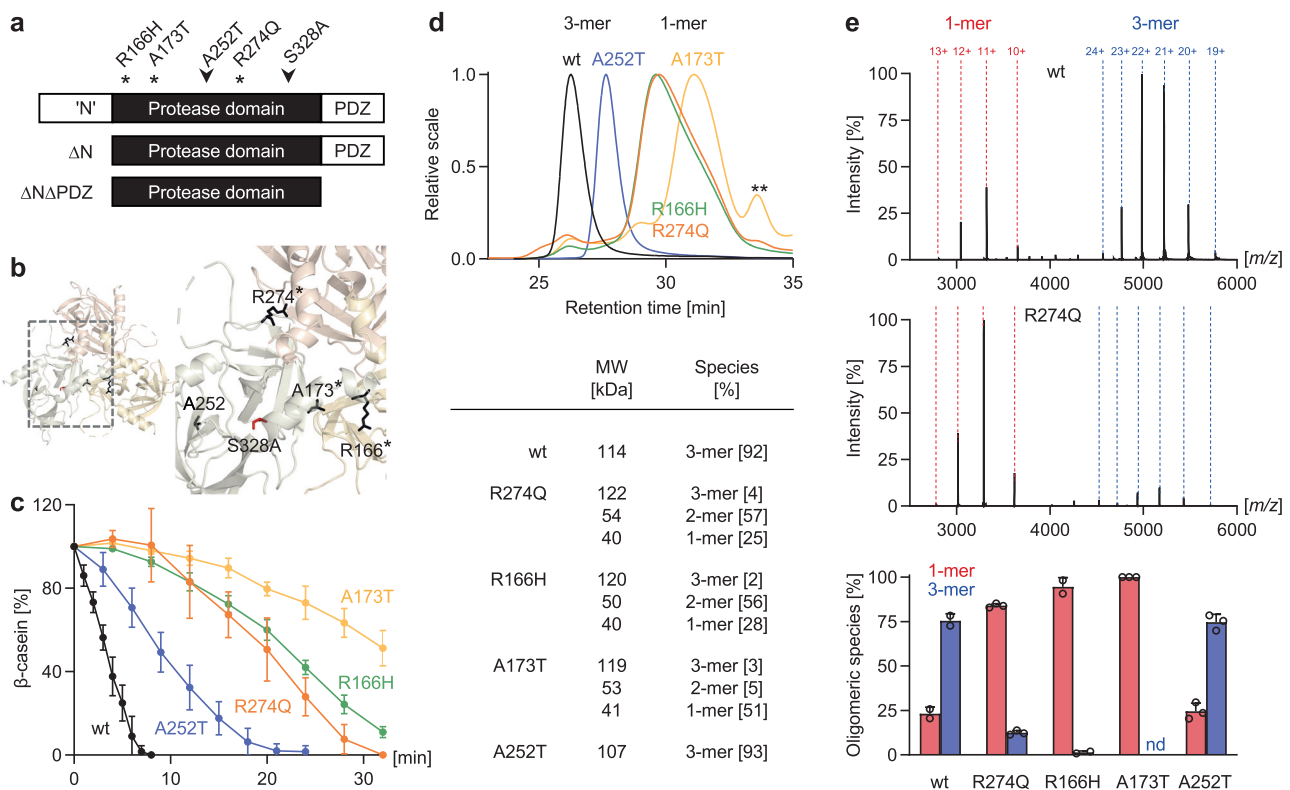 a
R166H
A173T
A252T
R274Q
S328A
*
*
*
'N'
Protease domain
PDZ
ΔN
Protease domain
PDZ
ΔNΔPDZ
Protease domain
b
R274*
A252
A173*
S328A
R166*
c
β-casein [%]
120
80
40
0
0
10
20
30
[min]
wt
A252T
R274Q
R166H
A173T
d
3-mer
1-mer
wt
A252T
A173T
R166H
R274Q
**
Relative scale
1.0
0.5
0.0
25
30
35
Retention time [min]
MW [kDa] Species [%]
wt 114 3-mer [92]
R274Q 122 3-mer [4]
54 2-mer [57]
40 1-mer [25]
R166H 120 3-mer [2]
50 2-mer [56]
40 1-mer [28]
A173T 119 3-mer [3]
53 2-mer [5]
41 1-mer [51]
A252T 107 3-mer [93]
e
1-mer
3-mer
13+ 12+ 11+ 10+
24+ 23+ 22+ 21+ 20+ 19+
wt
Intensity [%]
100
75
50
25
0
3000
4000
5000
6000
[m/z]
R274Q
Intensity [%]
100
75
50
25
0
3000
4000
5000
6000
[m/z]
Oligomeric species [%]
100
75
50
25
0
1-mer
3-mer
nd
wt
R274Q
R166H
A173T
A252T